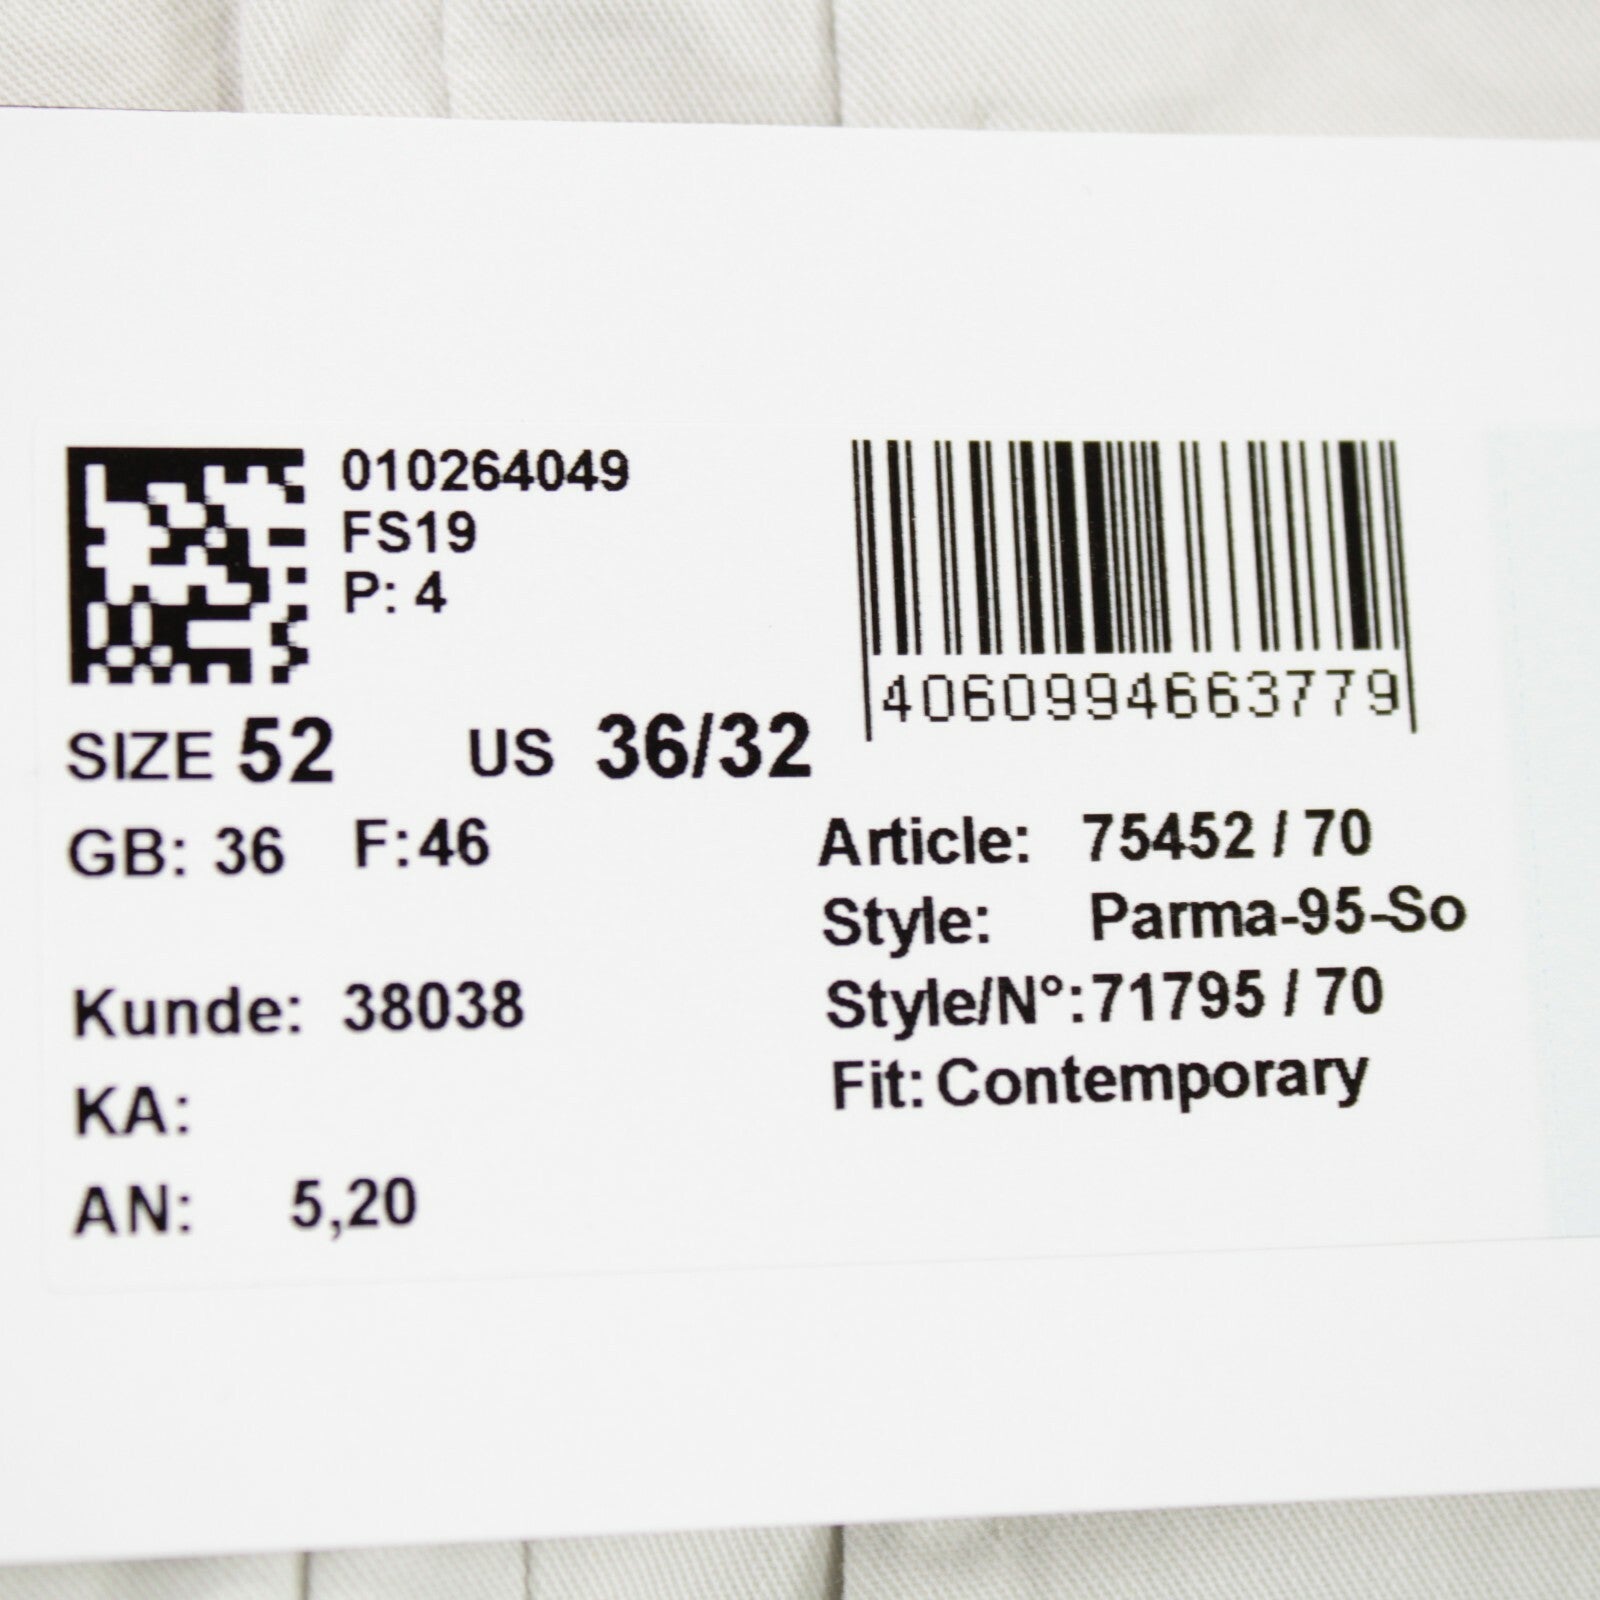 010264049
FS19
P: 4
4060994663779
SIZE 52 US 36/32
GB: 36 F:46
Article: 75452 / 70
Style: Parma-95-So
Style/N°:71795 / 70
Fit: Contemporary
Kunde: 38038
KA:
AN: 5,20